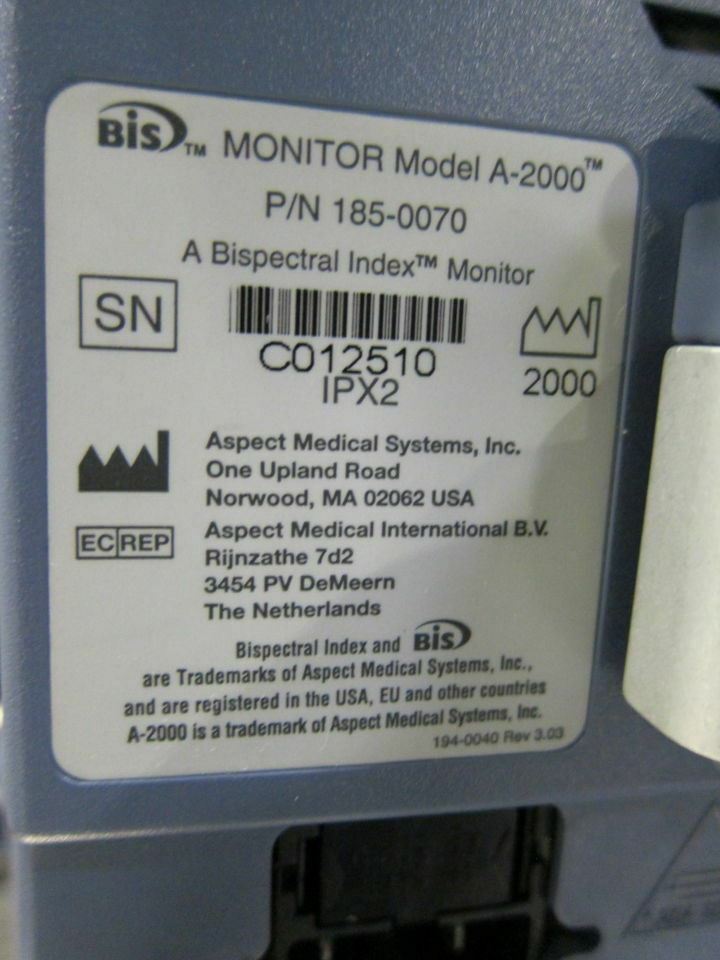 BiS™ MONITOR Model A-2000™
P/N 185-0070
A Bispectral Index™ Monitor
SN
C012510
IPX2
2000
Aspect Medical Systems, Inc.
One Upland Road
Norwood, MA 02062 USA
EC REP
Aspect Medical International B.V.
Rijnzathe 7d2
3454 PV DeMeern
The Netherlands
Bispectral Index and BiS
are Trademarks of Aspect Medical Systems, Inc.,
and are registered in the USA, EU and other countries
A-2000 is a trademark of Aspect Medical Systems, Inc.
194-0040 Rev 3.03